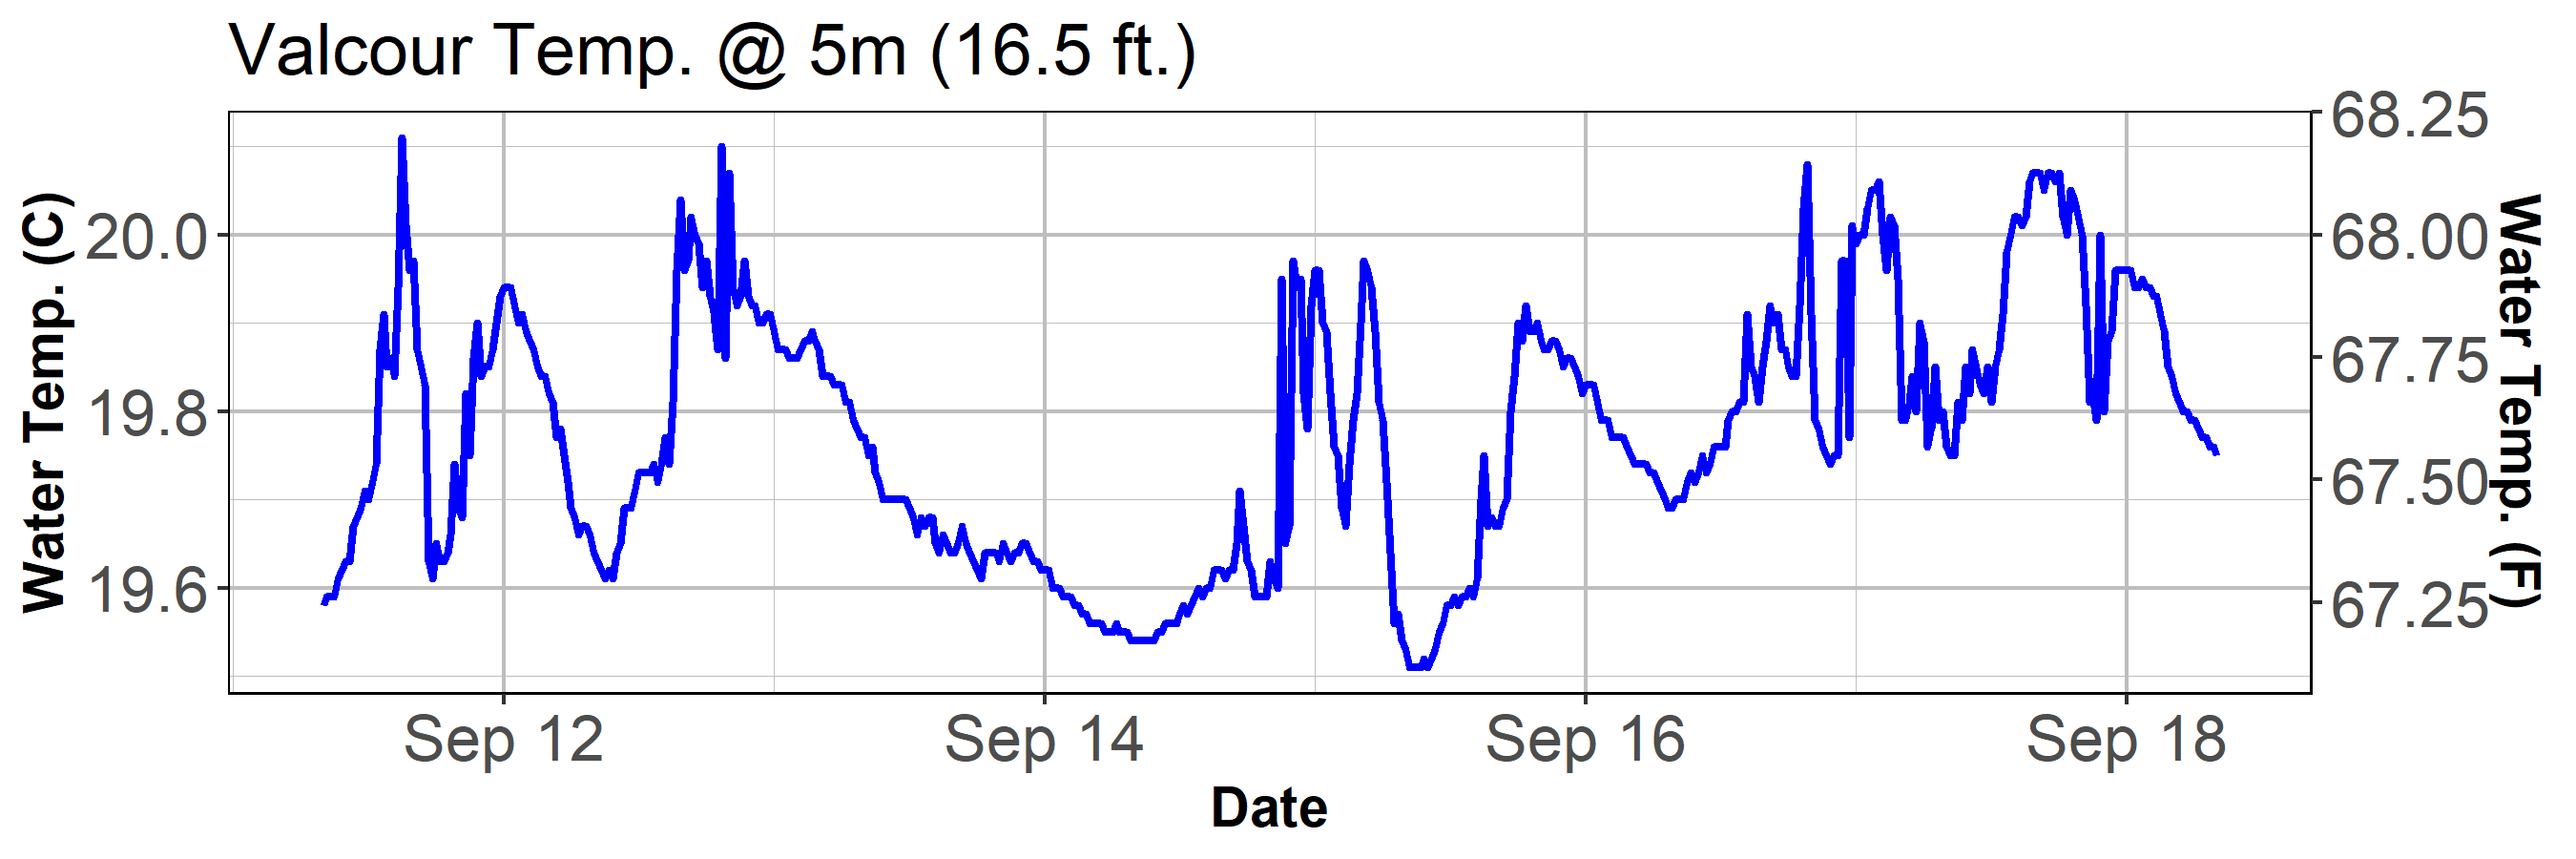 Valcour Temp. @ 5m (16.5 ft.)
Water Temp. (C)
20.0
19.8
19.6
68.25
68.00
67.75
67.50
67.25
Water Temp. (F)
Sep 12 Sep 14 Sep 16 Sep 18
Date